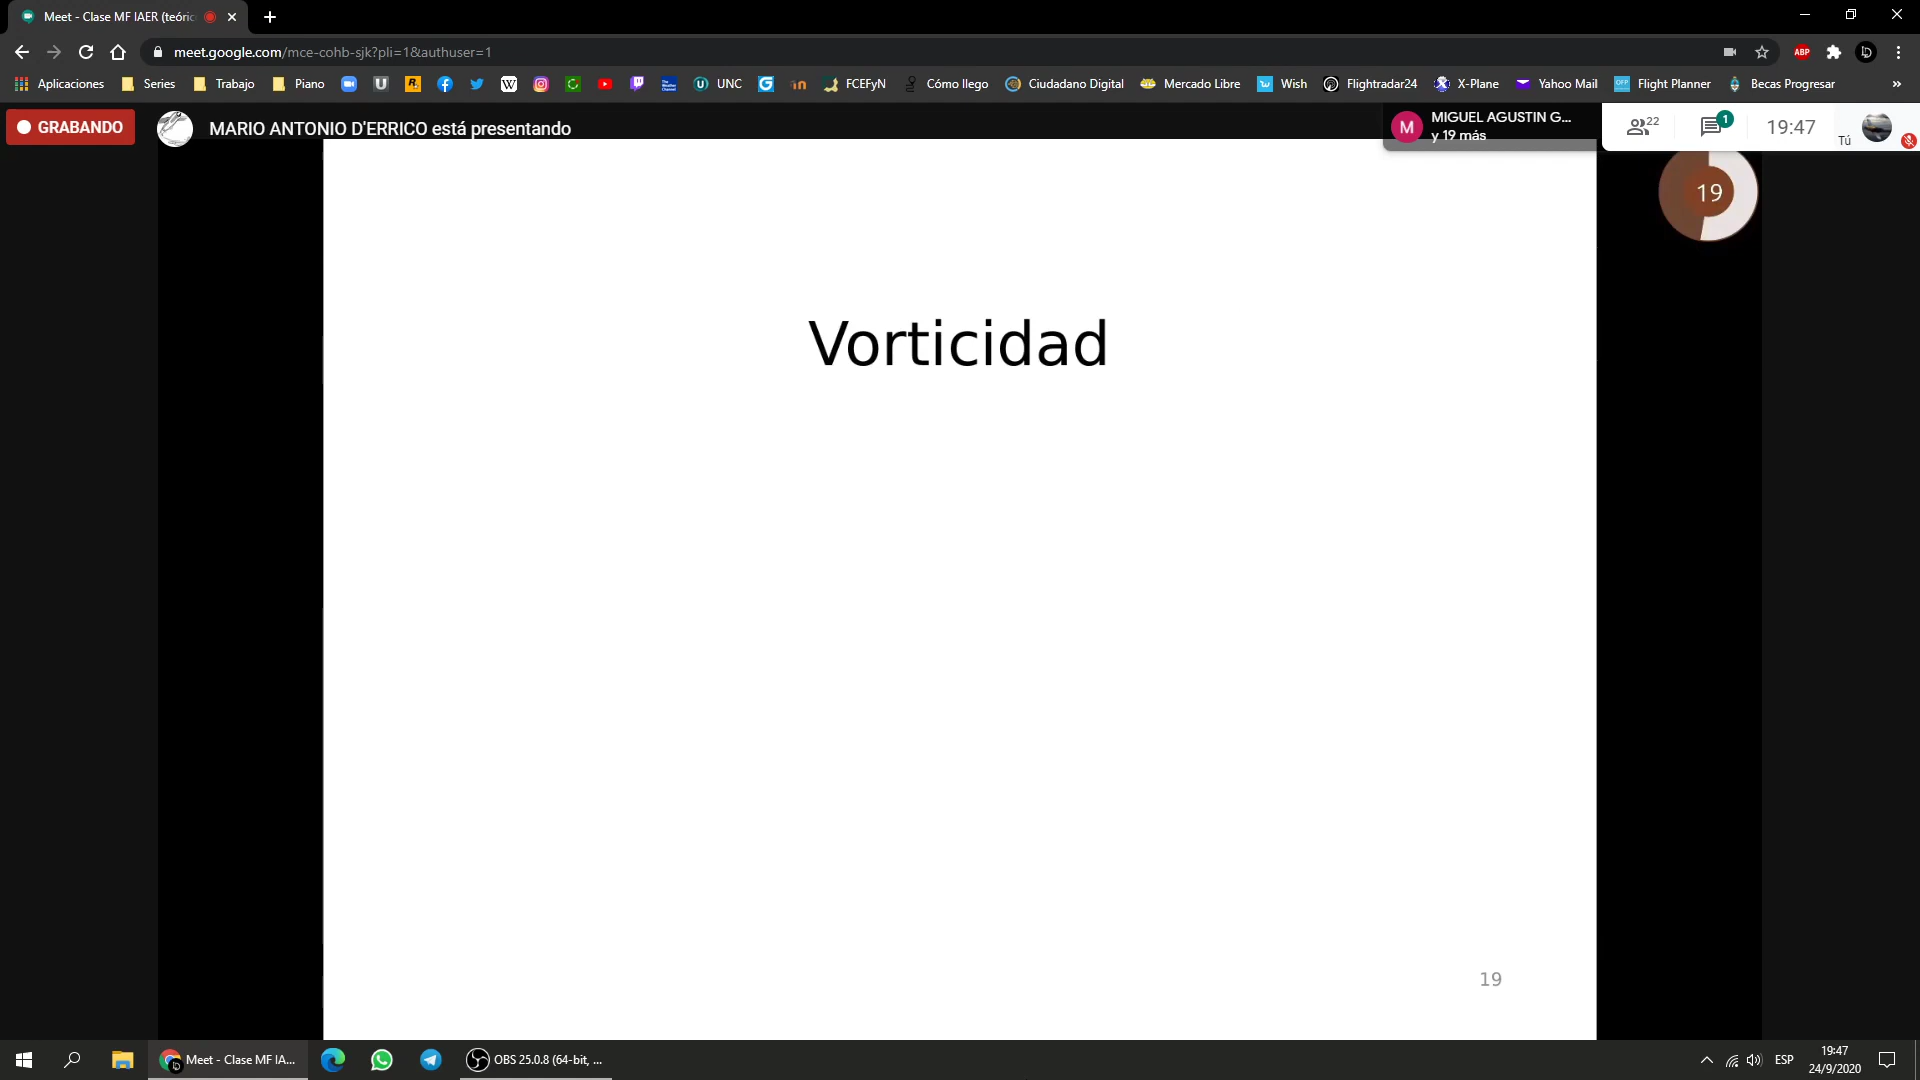 Meet - Clase MF IAER (teóric
meet.google.com/mce-cohb-sjk?pli=1&authuser=1
ABP
Aplicaciones Series Trabajo Piano UNC FCEFyN Cómo llego Ciudadano Digital Mercado Libre Wish Flightradar24 X-Plane Yahoo Mail Flight Planner Becas Progresar »
GRABANDO
MARIO ANTONIO D'ERRICO está presentando
M
MIGUEL AGUSTIN G...
y 19 más
22
1
19:47
Tú
19
Vorticidad
19
Meet - Clase MF IA...
OBS 25.0.8 (64-bit, ...
ESP
19:47
24/9/2020